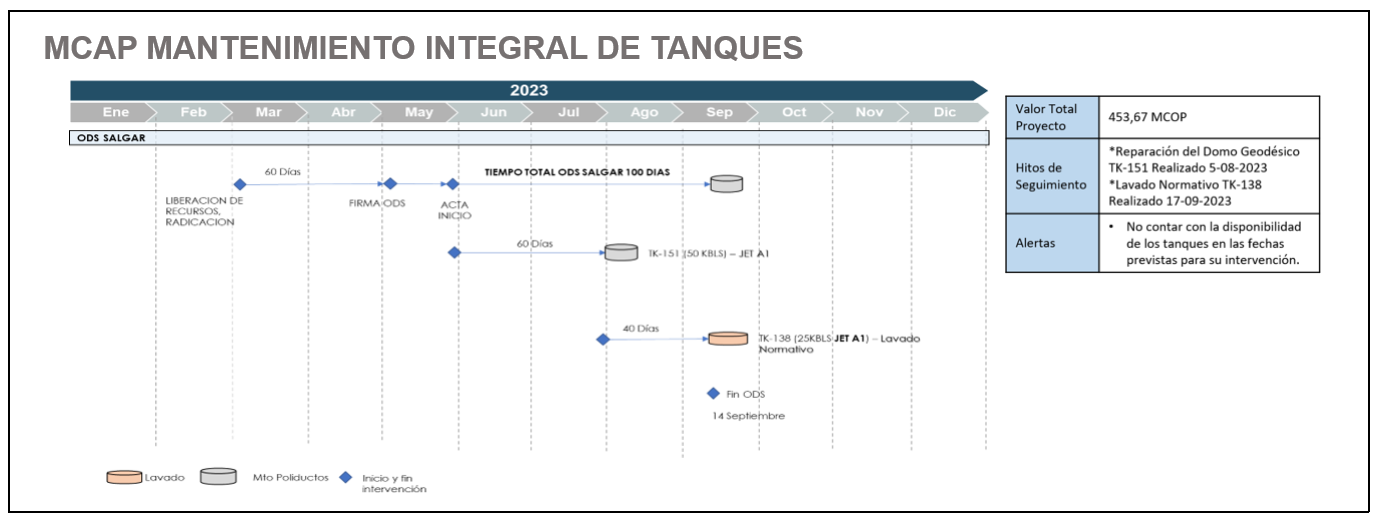 MCAP MANTENIMIENTO INTEGRAL DE TANQUES
2023
Ene Feb Mar Abr May Jun Jul Ago Sep Oct Nov Dic
ODS SALGAR
60 Días
TIEMPO TOTAL ODS SALGAR 100 DIAS
LIBERACION DE
RECURSOS,
RADICACION
FIRMA ODS
ACTA
INICIO
60 Días
TK-151 (50 KBLS) – JET A1
40 Días
TK-138 (25KBLS JET A1) – Lavado
Normativo
Fin ODS
14 Septiembre
Lavado
Mto Poliductos
Inicio y fin
intervención
Valor Total
Proyecto
453,67 MCOP
Hitos de
Seguimiento
*Reparación del Domo Geodésico
TK-151 Realizado 5-08-2023
*Lavado Normativo TK-138
Realizado 17-09-2023
Alertas
• No contar con la disponibilidad
de los tanques en las fechas
previstas para su intervención.